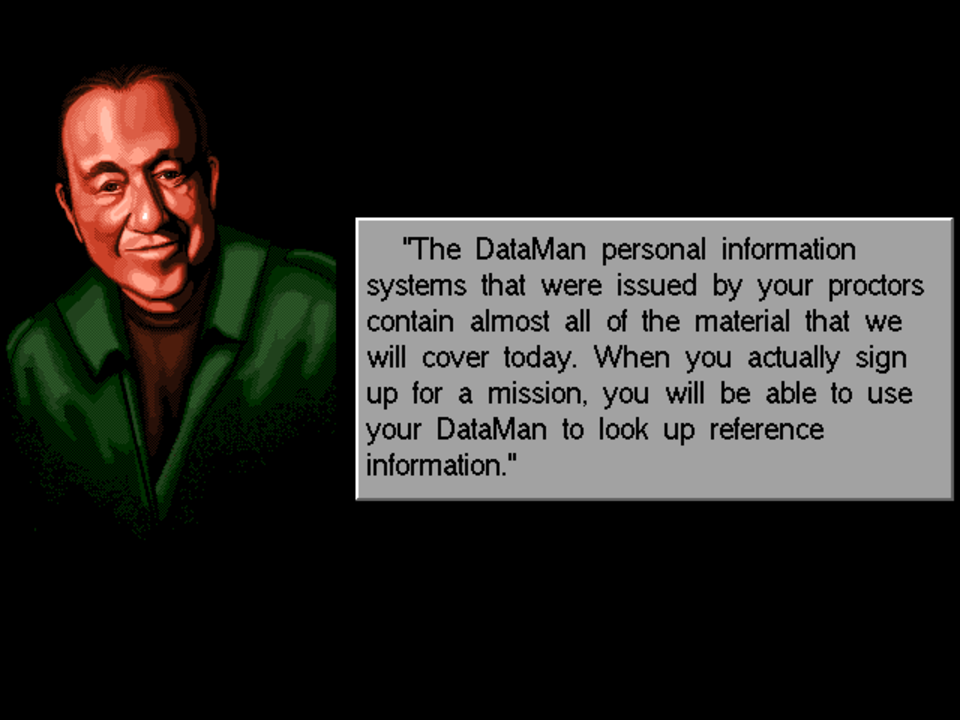 "The DataMan personal information
systems that were issued by your proctors
contain almost all of the material that we
will cover today. When you actually sign
up for a mission, you will be able to use
your DataMan to look up reference
information."